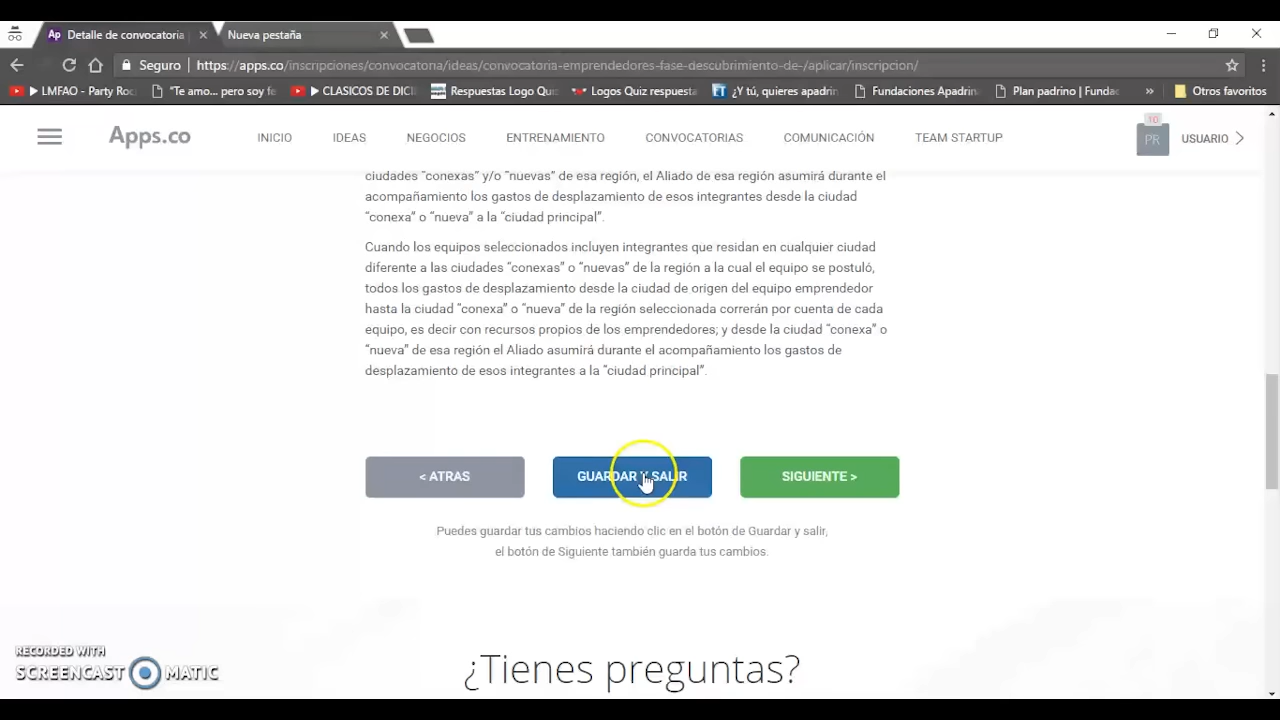 Detalle de convocatoria
Nueva pestaña
Seguro
https://apps.co/inscripciones/convocatoria/ideas/convocatoria-emprendedores-fase-descubrimiento-de-/aplicar/inscripcion/
LMFAO - Party Roc
"Te amo... pero soy fe
CLASICOS DE DICI
Respuestas Logo Quiz
Logos Quiz respuesta
¿Y tú, quieres apadrin
Fundaciones Apadrin
Plan padrino | Fundac
»
Otros favoritos
Apps.co
INICIO
IDEAS
NEGOCIOS
ENTRENAMIENTO
CONVOCATORIAS
COMUNICACIÓN
TEAM STARTUP
10
PR
USUARIO
ciudades “conexas” y/o “nuevas” de esa región, el Aliado de esa región asumirá durante el
acompañamiento los gastos de desplazamiento de esos integrantes desde la ciudad
“conexa” o “nueva” a la “ciudad principal”.
Cuando los equipos seleccionados incluyen integrantes que residan en cualquier ciudad
diferente a las ciudades “conexas” o “nuevas” de la región a la cual el equipo se postuló,
todos los gastos de desplazamiento desde la ciudad de origen del equipo emprendedor
hasta la ciudad “conexa” o “nueva” de la región seleccionada correrán por cuenta de cada
equipo, es decir con recursos propios de los emprendedores; y desde la ciudad “conexa” o
“nueva” de esa región el Aliado asumirá durante el acompañamiento los gastos de
desplazamiento de esos integrantes a la “ciudad principal”.
< ATRAS
GUARDAR Y SALIR
SIGUIENTE >
Puedes guardar tus cambios haciendo clic en el botón de Guardar y salir,
el botón de Siguiente también guarda tus cambios.
¿Tienes preguntas?
RECORDED WITH
SCREENCAST MATIC